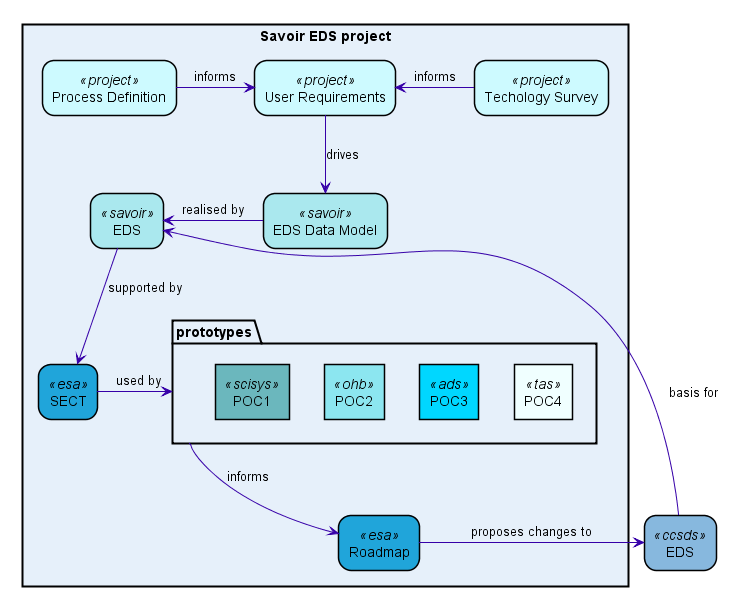 Savoir EDS project
«project»
Process Definition
informs
«project»
User Requirements
informs
«project»
Techology Survey
drives
«savoir»
EDS
realised by
«savoir»
EDS Data Model
supported by
prototypes
«esa»
SECT
used by
«scisys»
POC1
«ohb»
POC2
«ads»
POC3
«tas»
POC4
basis for
informs
«esa»
Roadmap
proposes changes to
«ccsds»
EDS